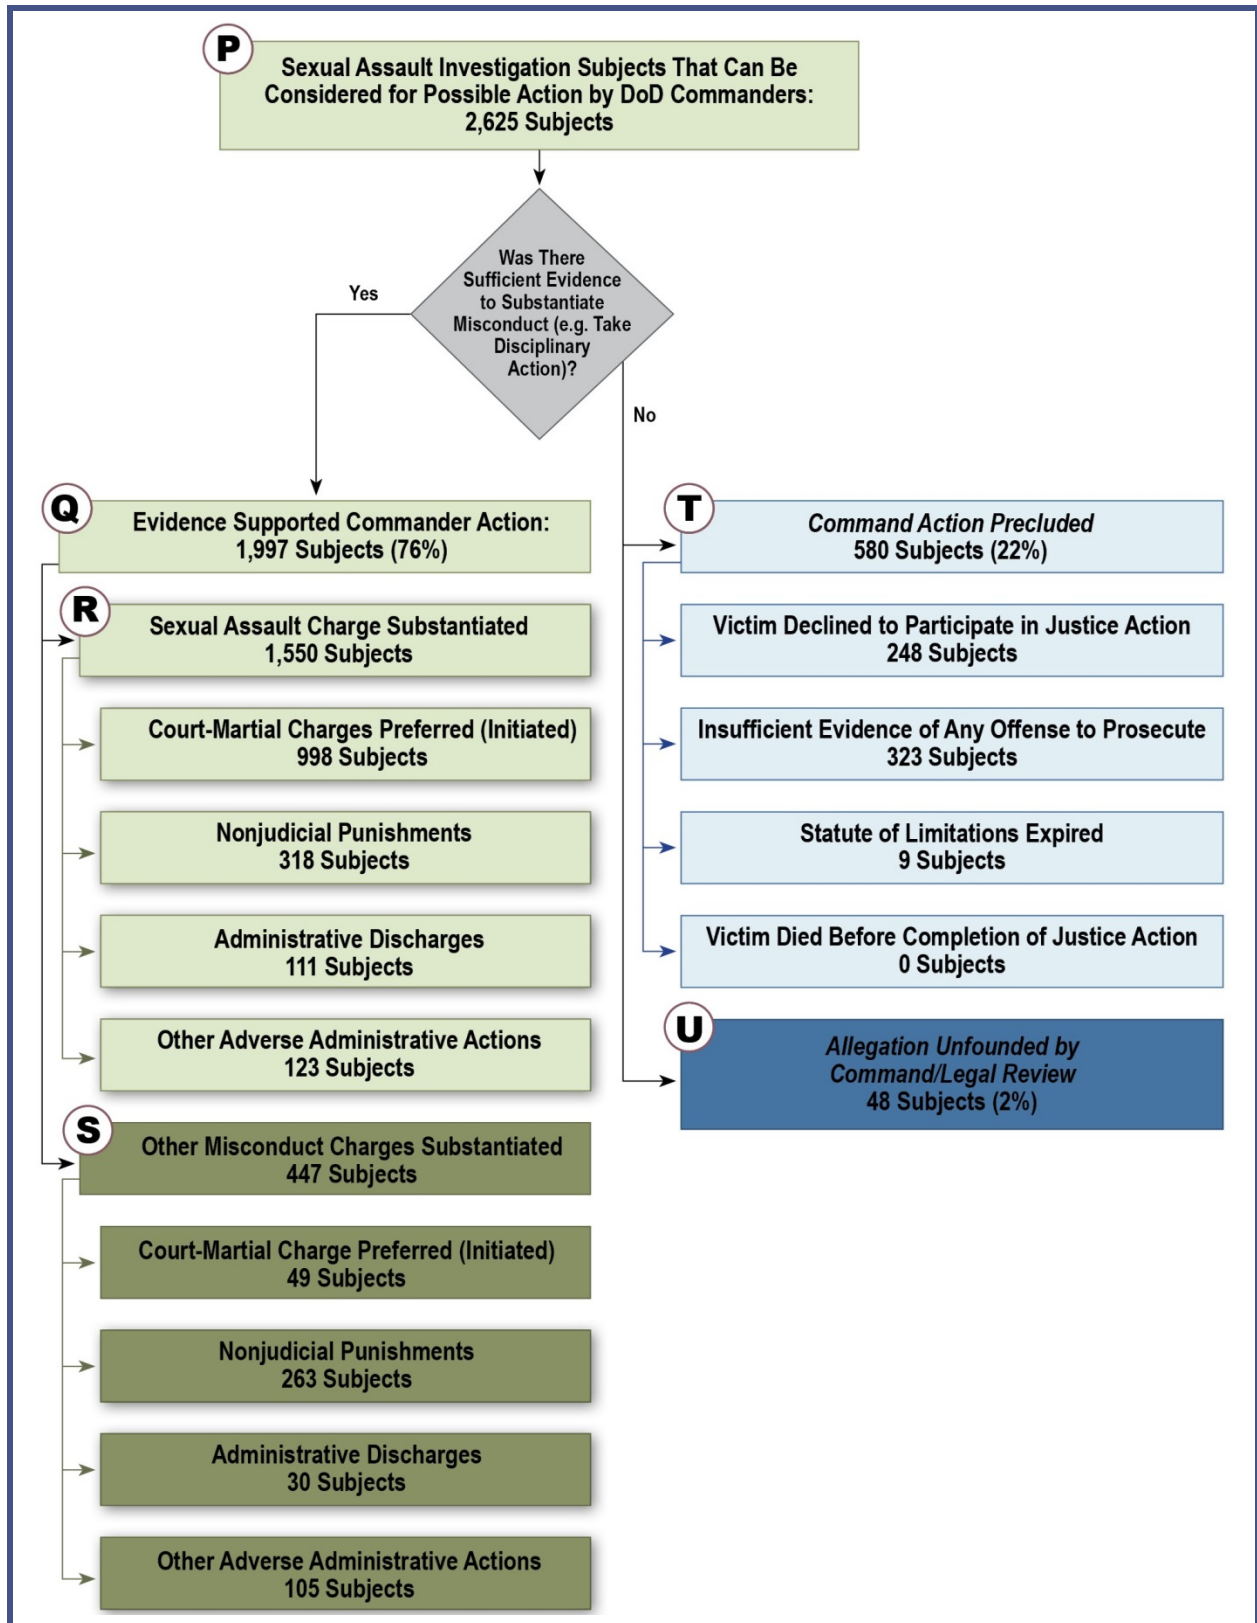 P
Sexual Assault Investigation Subjects That Can Be
Considered for Possible Action by DoD Commanders:
2,625 Subjects
Was There
Sufficient Evidence
to Substantiate
Misconduct (e.g. Take
Disciplinary
Action)?
Yes
No
Q
Evidence Supported Commander Action:
1,997 Subjects (76%)
R
Sexual Assault Charge Substantiated
1,550 Subjects
Court-Martial Charges Preferred (Initiated)
998 Subjects
Nonjudicial Punishments
318 Subjects
Administrative Discharges
111 Subjects
Other Adverse Administrative Actions
123 Subjects
S
Other Misconduct Charges Substantiated
447 Subjects
Court-Martial Charge Preferred (Initiated)
49 Subjects
Nonjudicial Punishments
263 Subjects
Administrative Discharges
30 Subjects
Other Adverse Administrative Actions
105 Subjects
T
Command Action Precluded
580 Subjects (22%)
Victim Declined to Participate in Justice Action
248 Subjects
Insufficient Evidence of Any Offense to Prosecute
323 Subjects
Statute of Limitations Expired
9 Subjects
Victim Died Before Completion of Justice Action
0 Subjects
U
Allegation Unfounded by
Command/Legal Review
48 Subjects (2%)